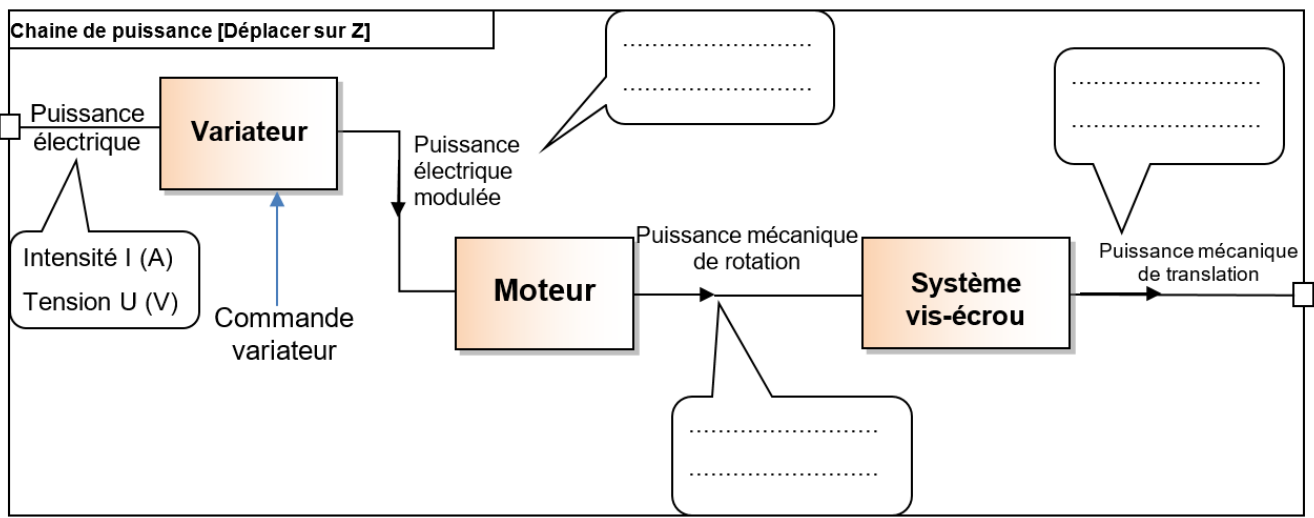 Chaine de puissance [Déplacer sur Z]
................................
................................
................................
................................
Puissance
électrique
Variateur
Puissance
électrique
modulée
Intensité I (A)
Tension U (V)
Commande
variateur
Moteur
Puissance mécanique
de rotation
Système
vis-écrou
Puissance mécanique
de translation
................................
................................